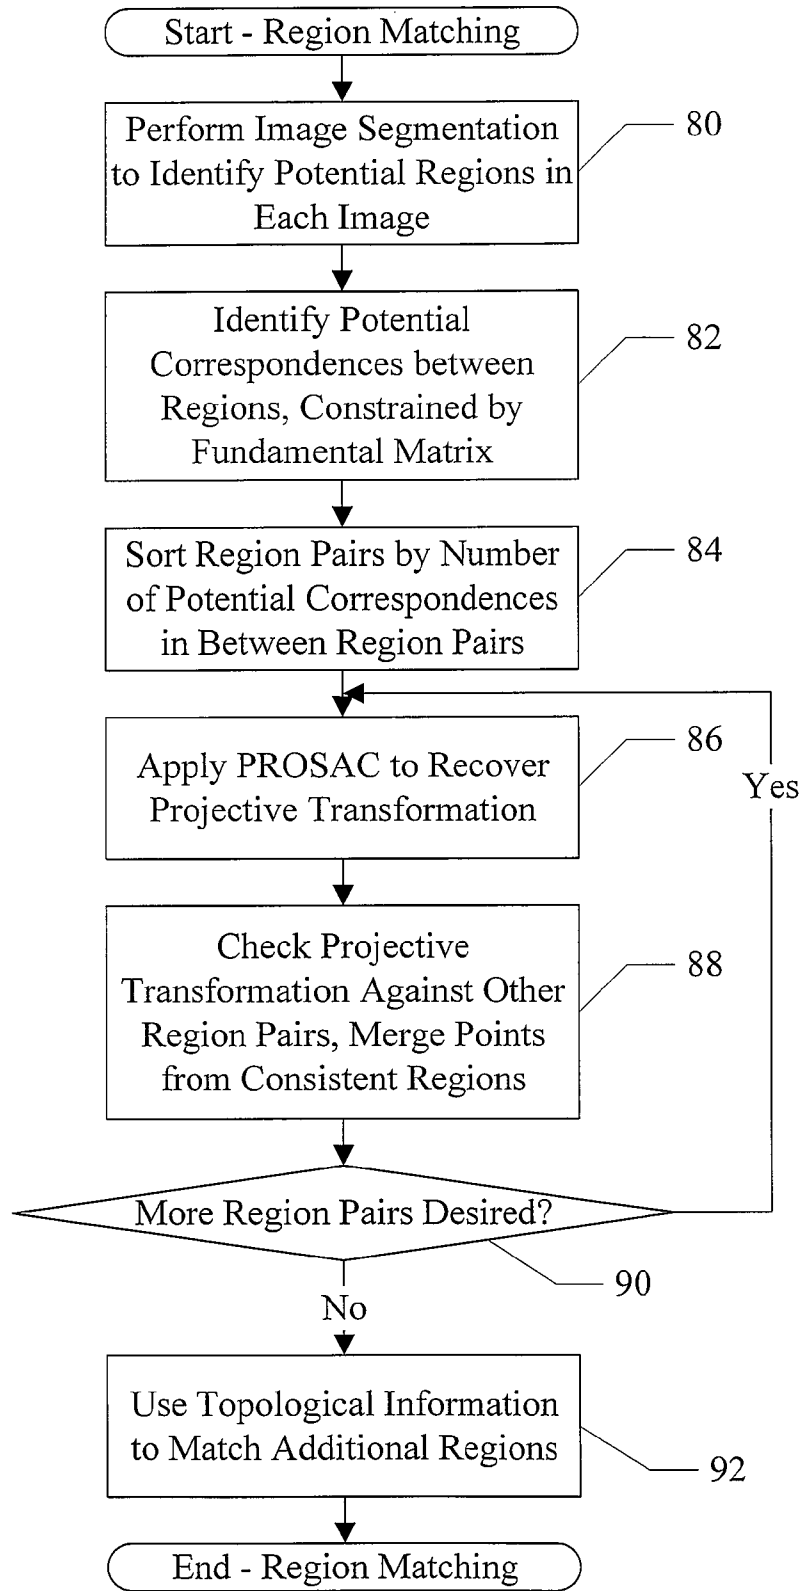 Start - Region Matching
Perform Image Segmentation
to Identify Potential Regions in
Each Image
80
Identify Potential
Correspondences between
Regions, Constrained by
Fundamental Matrix
82
Sort Region Pairs by Number
of Potential Correspondences
in Between Region Pairs
84
Apply PROSAC to Recover
Projective Transformation
86
Yes
Check Projective
Transformation Against Other
Region Pairs, Merge Points
from Consistent Regions
88
More Region Pairs Desired?
90
No
Use Topological Information
to Match Additional Regions
92
End - Region Matching